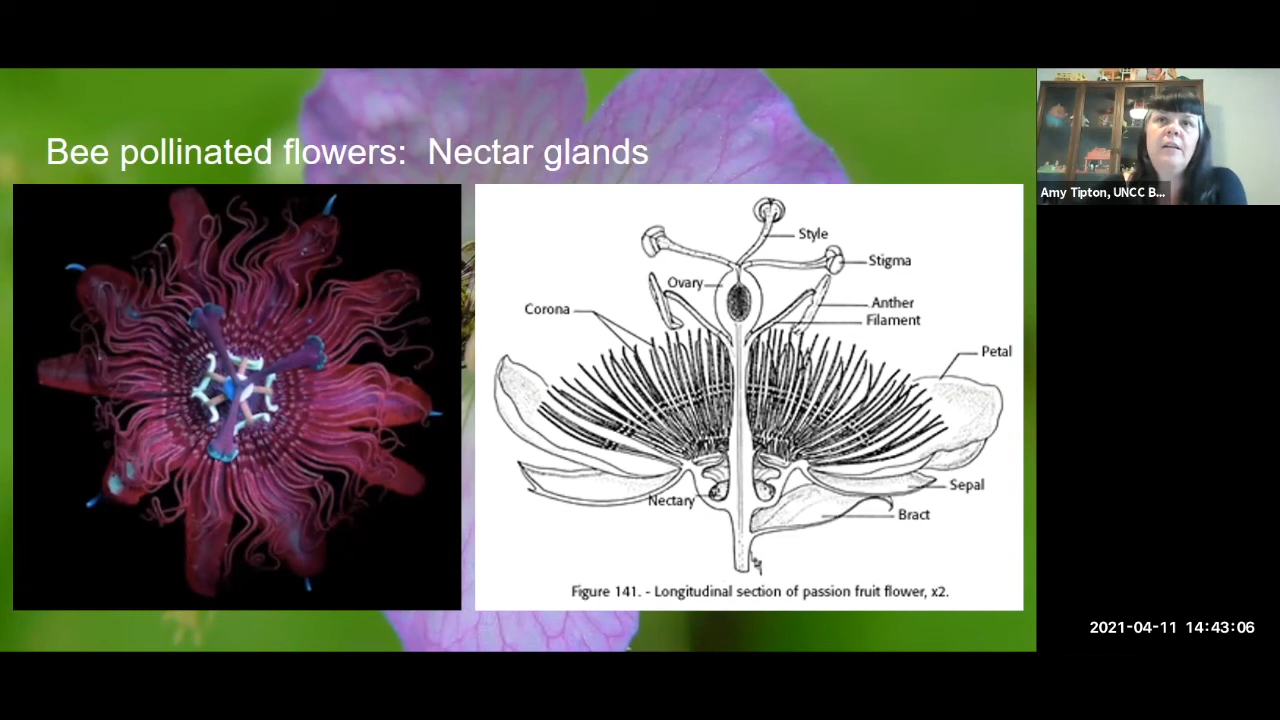 Bee pollinated flowers: Nectar glands
Amy Tipton, UNCC B...
Style
Stigma
Ovary
Anther
Corona
Filament
Petal
Sepal
Nectary
Bract
Figure 141. - Longitudinal section of passion fruit flower, x2.
2021-04-11 14:43:06